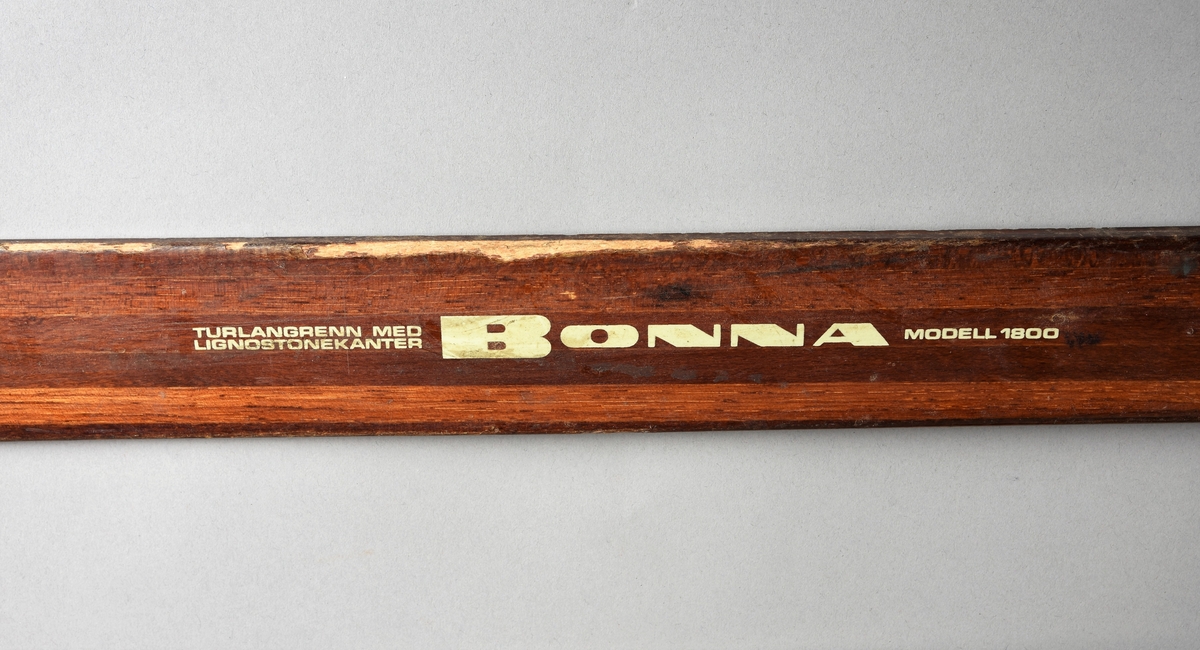 TURLANGRENN MED
LIGNOSTONEKANTER
BONNA
MODELL 1800